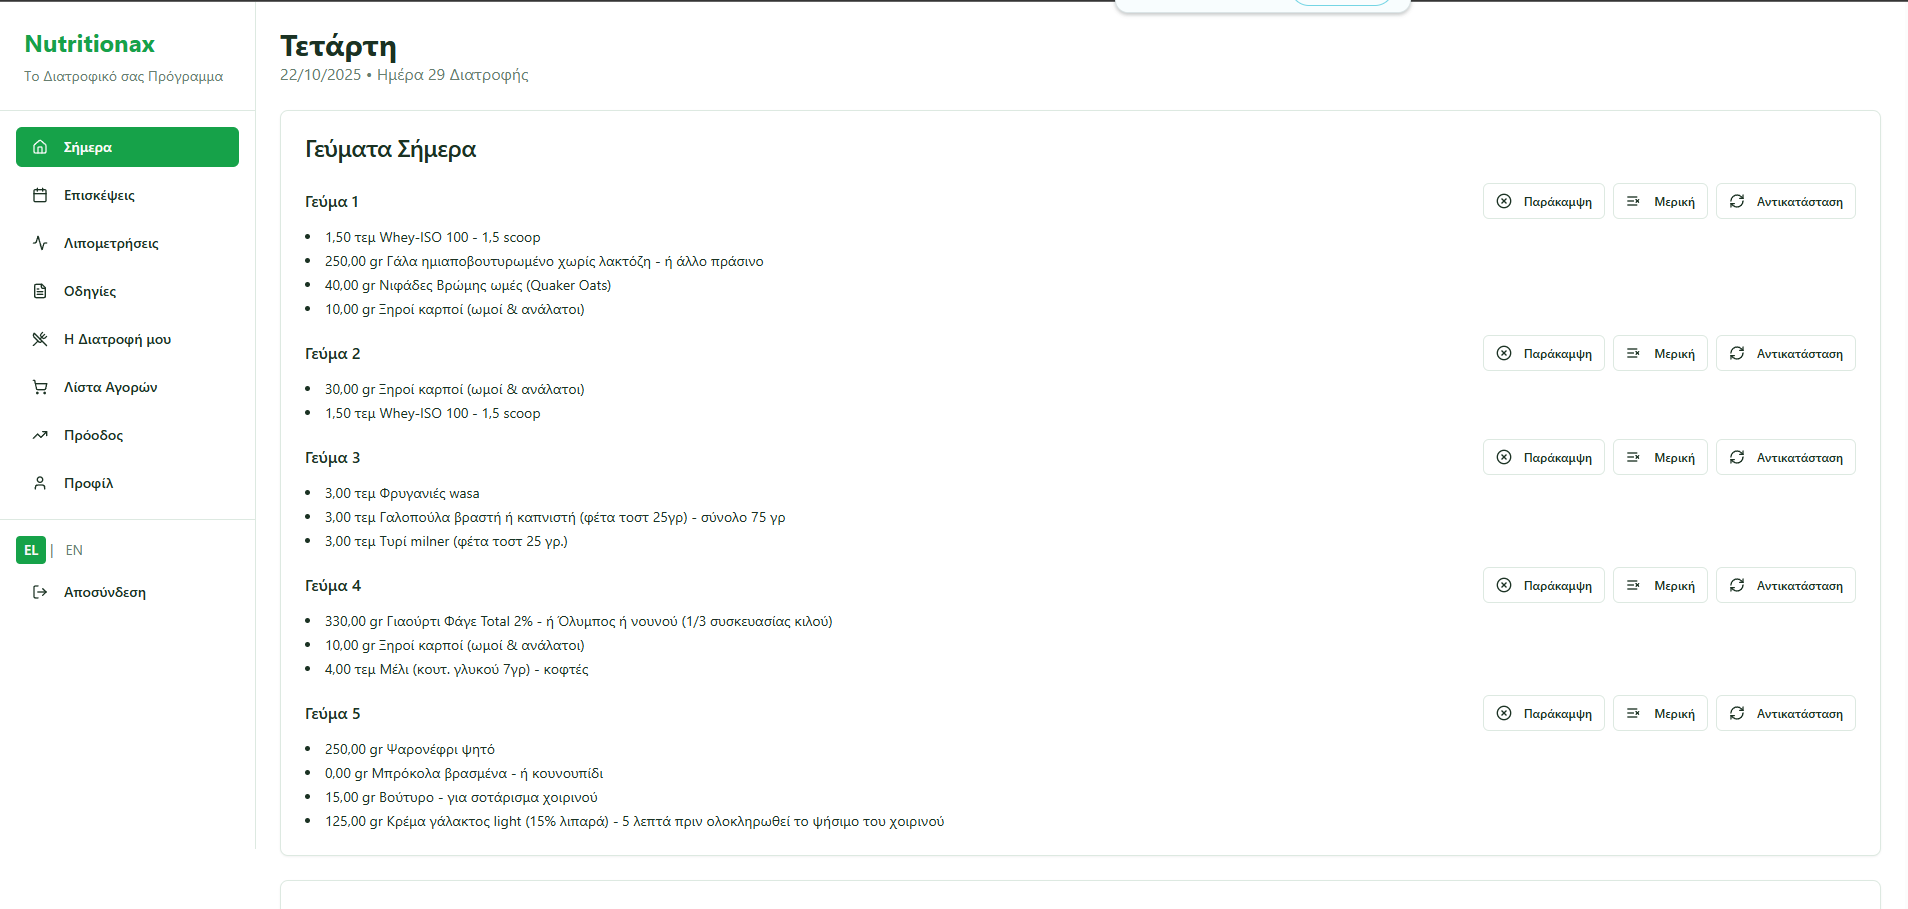 Nutritionax
Το Διατροφικό σας Πρόγραμμα
Σήμερα
Επισκέψεις
Λιπομετρήσεις
Οδηγίες
Η Διατροφή μου
Λίστα Αγορών
Πρόοδος
Προφίλ
EL | EN
Αποσύνδεση
Τετάρτη
22/10/2025 • Ημέρα 29 Διατροφής
Γεύματα Σήμερα
Γεύμα 1 Παράκαμψη Μερική Αντικατάσταση
• 1,50 τεμ Whey-ISO 100 - 1,5 scoop
• 250,00 gr Γάλα ημιαποβουτυρωμένο χωρίς λακτόζη - ή άλλο πράσινο
• 40,00 gr Νιφάδες Βρώμης ωμές (Quaker Oats)
• 10,00 gr Ξηροί καρποί (ωμοί & ανάλατοι)
Γεύμα 2 Παράκαμψη Μερική Αντικατάσταση
• 30,00 gr Ξηροί καρποί (ωμοί & ανάλατοι)
• 1,50 τεμ Whey-ISO 100 - 1,5 scoop
Γεύμα 3 Παράκαμψη Μερική Αντικατάσταση
• 3,00 τεμ Φρυγανιές wasa
• 3,00 τεμ Γαλοπούλα βραστή ή καπνιστή (φέτα τοστ 25γρ) - σύνολο 75 γρ
• 3,00 τεμ Τυρί milner (φέτα τοστ 25 γρ.)
Γεύμα 4 Παράκαμψη Μερική Αντικατάσταση
• 330,00 gr Γιαούρτι Φάγε Total 2% - ή Όλυμπος ή νουνού (1/3 συσκευασίας κιλού)
• 10,00 gr Ξηροί καρποί (ωμοί & ανάλατοι)
• 4,00 τεμ Μέλι (κουτ. γλυκού 7γρ) - κοφτές
Γεύμα 5 Παράκαμψη Μερική Αντικατάσταση
• 250,00 gr Ψαρονέφρι ψητό
• 0,00 gr Μπρόκολα βρασμένα - ή κουνουπίδι
• 15,00 gr Βούτυρο - για σοτάρισμα χοιρινού
• 125,00 gr Κρέμα γάλακτος light (15% λιπαρά) - 5 λεπτά πριν ολοκληρωθεί το ψήσιμο του χοιρινού